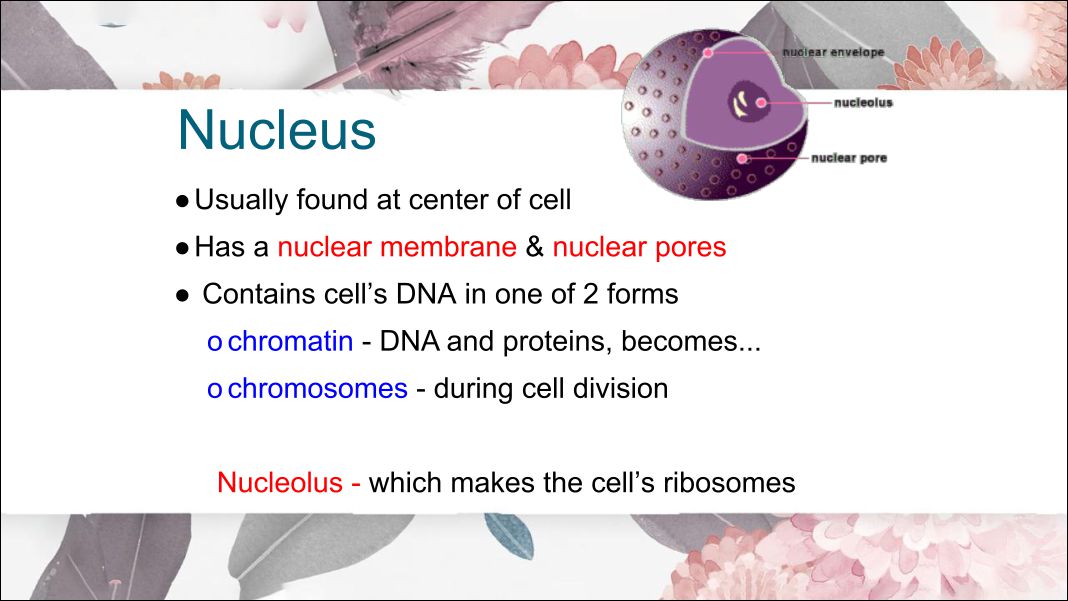 nuclear envelope
nucleolus
nuclear pore
Nucleus
●Usually found at center of cell
●Has a nuclear membrane & nuclear pores
● Contains cell’s DNA in one of 2 forms
o chromatin - DNA and proteins, becomes...
o chromosomes - during cell division
Nucleolus - which makes the cell’s ribosomes